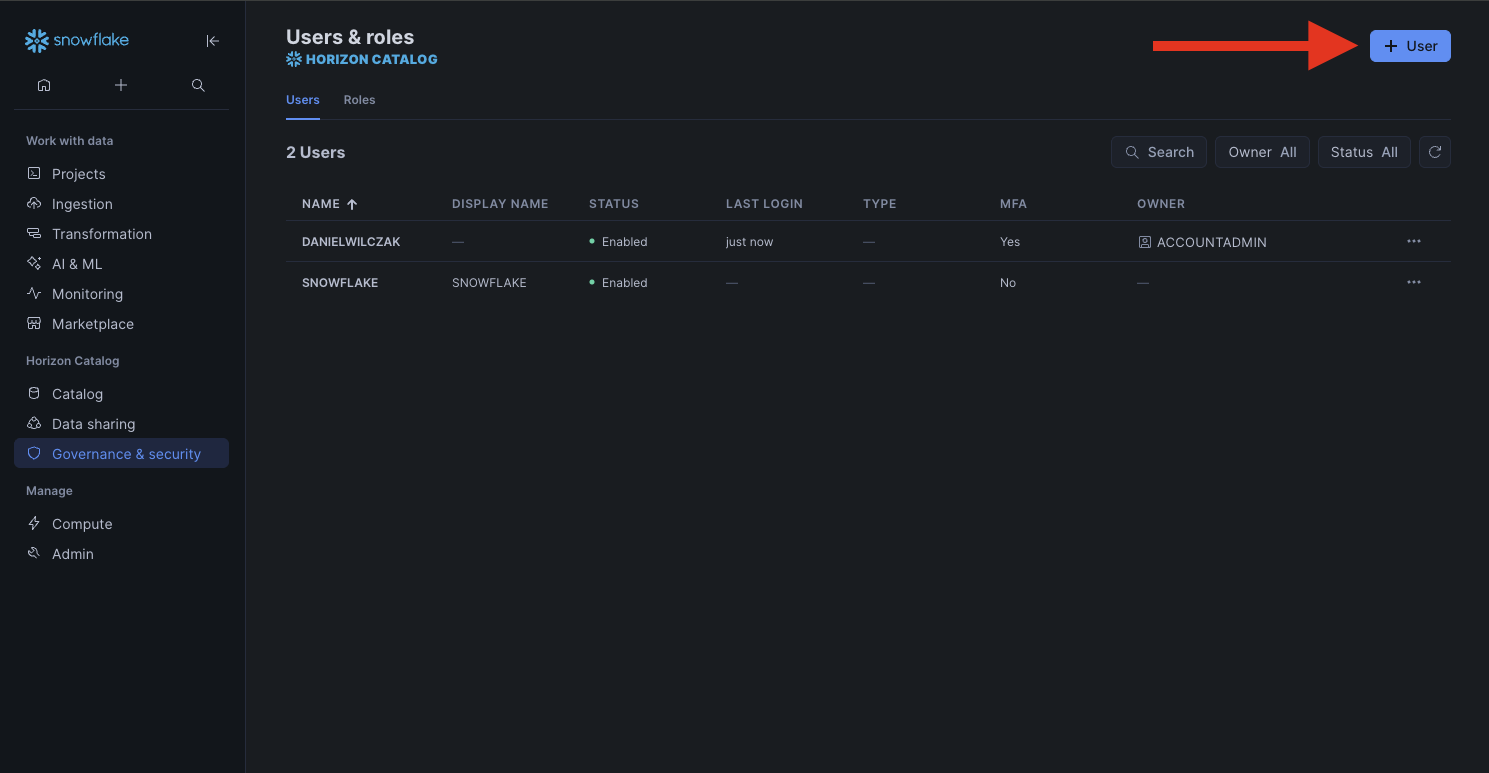 snowflake
Work with data
Projects
Ingestion
Transformation
AI & ML
Monitoring
Marketplace
Horizon Catalog
Catalog
Data sharing
Governance & security
Manage
Compute
Admin
Users & roles
HORIZON CATALOG
+ User
Users Roles
2 Users
Search Owner All Status All
NAME ↑ DISPLAY NAME STATUS LAST LOGIN TYPE MFA OWNER
DANIELWILCZAK — Enabled just now — Yes ACCOUNTADMIN ...
SNOWFLAKE SNOWFLAKE Enabled — — No — ...